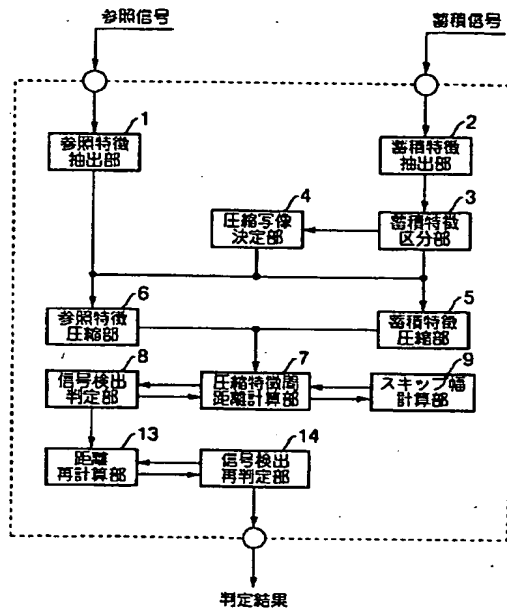 参照信号
蓄積信号
1
参照特徴
抽出部
2
蓄積特徴
抽出部
3
蓄積特徴
区分部
4
圧縮写像
決定部
6
参照特徴
圧縮部
5
蓄積特徴
圧縮部
8
信号検出
判定部
7
圧縮特徴間
距離計算部
9
スキップ幅
計算部
13
距離
再計算部
14
信号検出
再判定部
判定結果